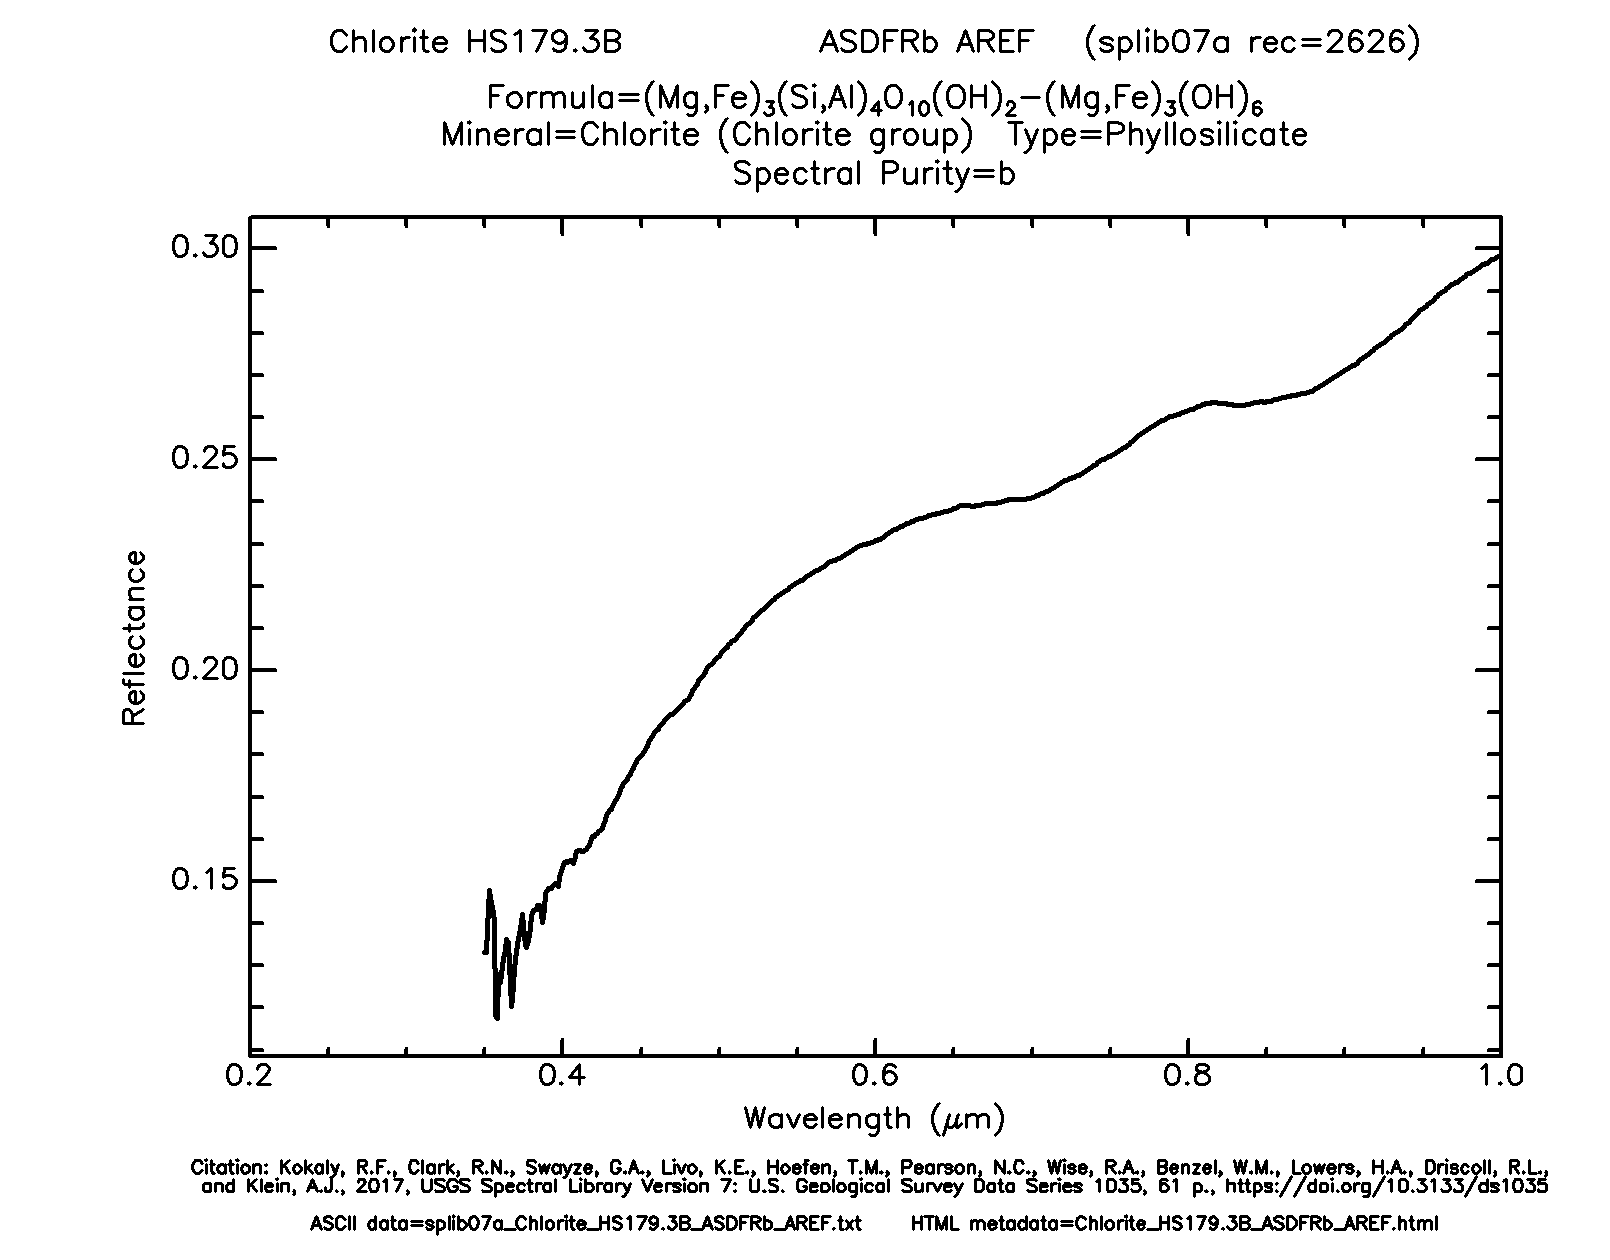 Chlorite HS179.3B ASDFRb AREF (splib07a rec=2626)
Formula=(Mg,Fe)₃(Si,Al)₄O₁₀(OH)₂−(Mg,Fe)₃(OH)₆
Mineral=Chlorite (Chlorite group) Type=Phyllosilicate
Spectral Purity=b
0.30
0.25
0.20
0.15
Reflectance
0.2 0.4 0.6 0.8 1.0
Wavelength (μm)
Citation: Kokaly, R.F., Clark, R.N., Swayze, G.A., Livo, K.E., Hoefen, T.M., Pearson, N.C., Wise, R.A., Benzel, W.M., Lowers, H.A., Driscoll, R.L.,
and Klein, A.J., 2017, USGS Spectral Library Version 7: U.S. Geological Survey Data Series 1035, 61 p., https://doi.org/10.3133/ds1035
ASCII data=splib07a_Chlorite_HS179.3B_ASDFRb_AREF.txt HTML metadata=Chlorite_HS179.3B_ASDFRb_AREF.html